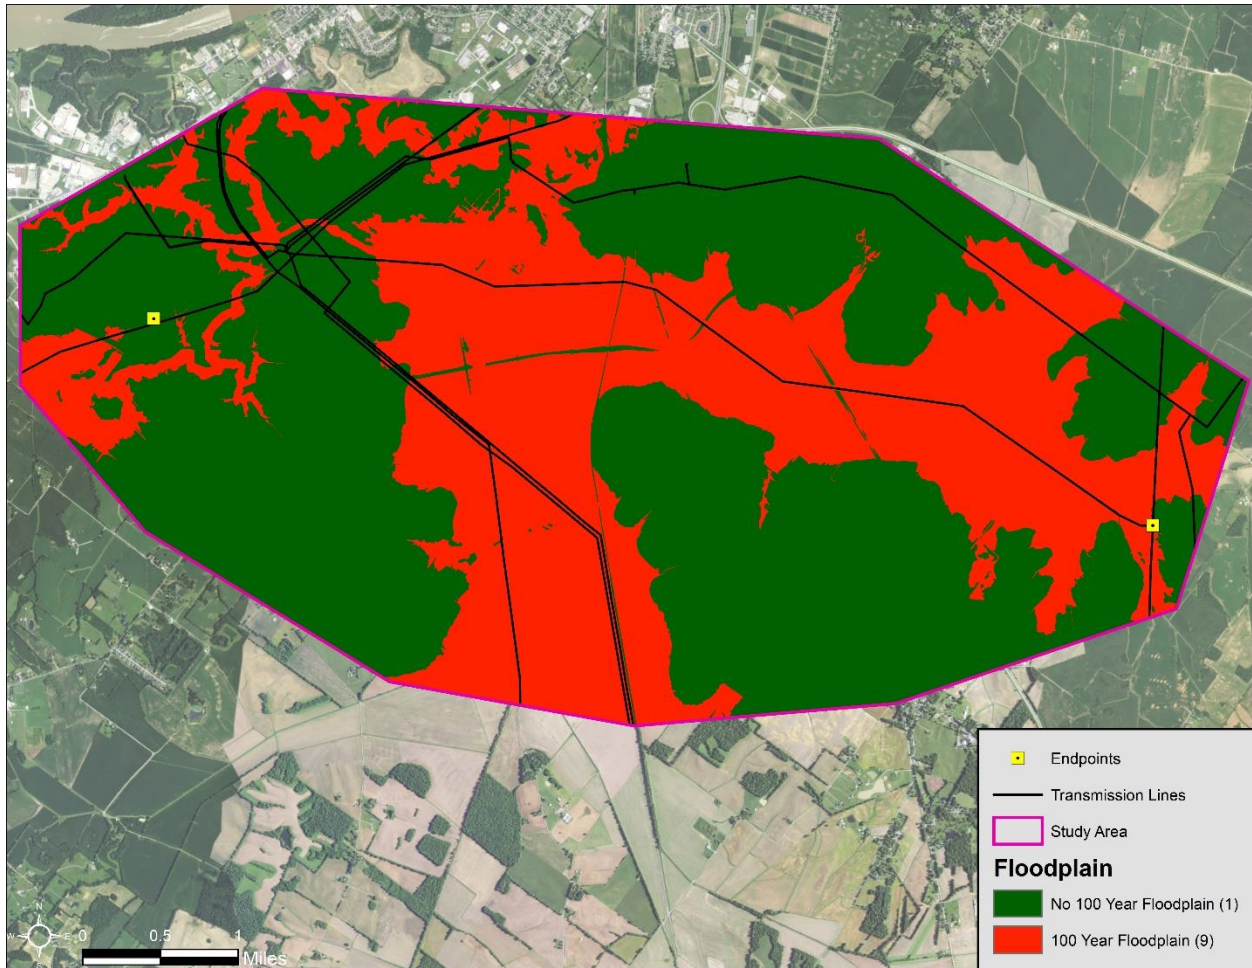 Endpoints
Transmission Lines
Study Area
Floodplain
No 100 Year Floodplain (1)
100 Year Floodplain (9)
N
W E
S
0 0.5 1
Miles